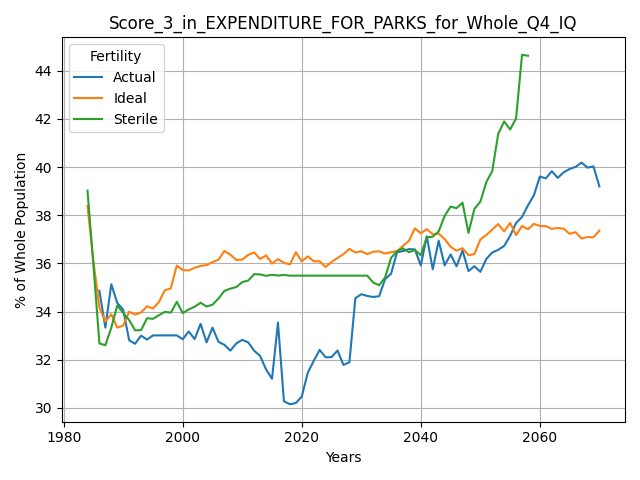 Score_3_in_EXPENDITURE_FOR_PARKS_for_Whole_Q4_IQ
Fertility
Actual
Ideal
Sterile
% of Whole Population
44
42
40
38
36
34
32
30
1980
2000
2020
2040
2060
Years